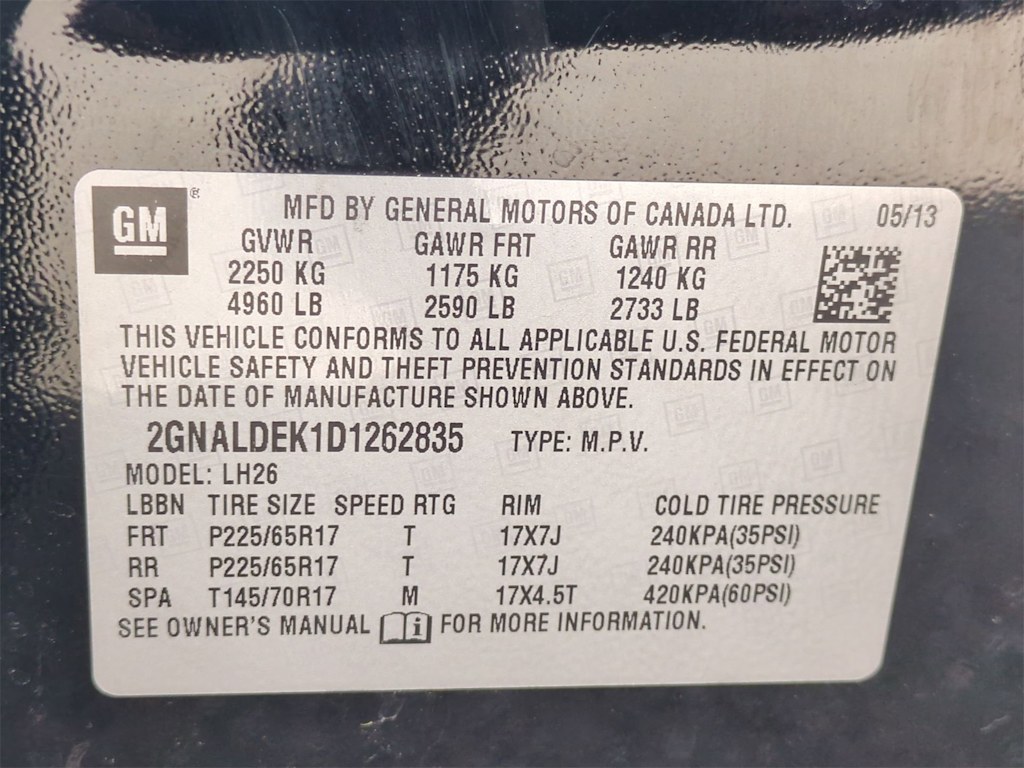 GM ® MFD BY GENERAL MOTORS OF CANADA LTD. 05/13
GVWR GAWR FRT GAWR RR
2250 KG 1175 KG 1240 KG
4960 LB 2590 LB 2733 LB
THIS VEHICLE CONFORMS TO ALL APPLICABLE U.S. FEDERAL MOTOR
VEHICLE SAFETY AND THEFT PREVENTION STANDARDS IN EFFECT ON
THE DATE OF MANUFACTURE SHOWN ABOVE.
2GNALDEK1D1262835 TYPE: M.P.V.
MODEL: LH26
LBBN TIRE SIZE SPEED RTG RIM COLD TIRE PRESSURE
FRT P225/65R17 T 17X7J 240KPA(35PSI)
RR P225/65R17 T 17X7J 240KPA(35PSI)
SPA T145/70R17 M 17X4.5T 420KPA(60PSI)
SEE OWNER'S MANUAL i FOR MORE INFORMATION.